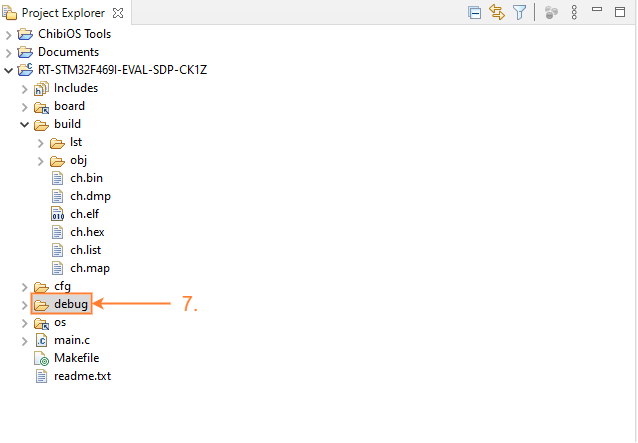 Project Explorer
ChibiOS Tools
Documents
RT-STM32F469I-EVAL-SDP-CK1Z
Includes
board
build
lst
obj
ch.bin
ch.dmp
ch.elf
ch.hex
ch.list
ch.map
cfg
debug 7.
os
main.c
Makefile
readme.txt